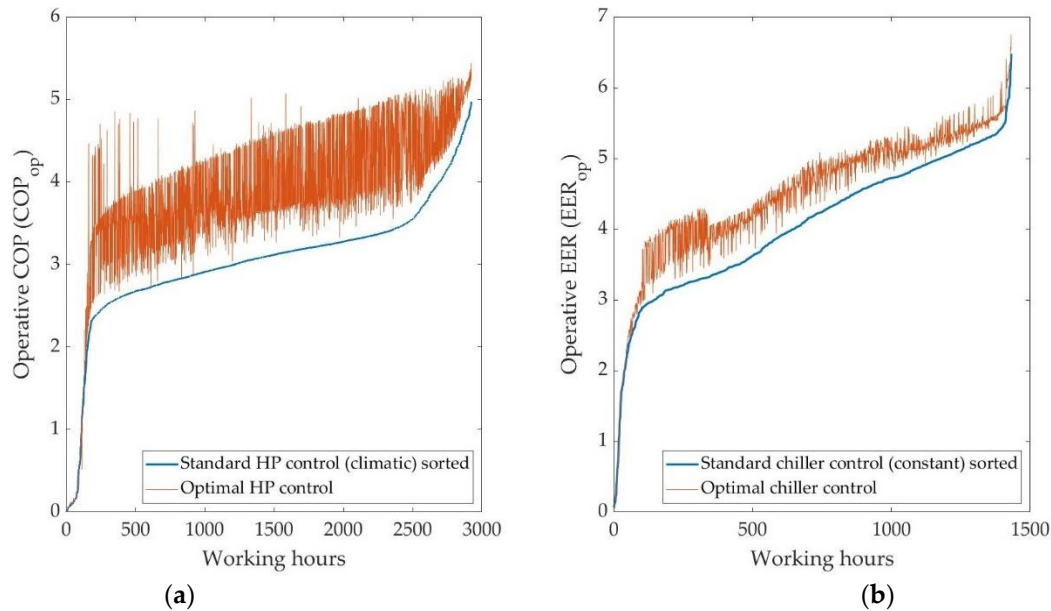 6
5
4
3
2
1
0
Operative COP (COP_op)
Standard HP control (climatic) sorted
Optimal HP control
0 500 1000 1500 2000 2500 3000
Working hours
(a)
7
6
5
4
3
2
1
0
Operative EER (EER_op)
Standard chiller control (constant) sorted
Optimal chiller control
0 500 1000 1500
Working hours
(b)